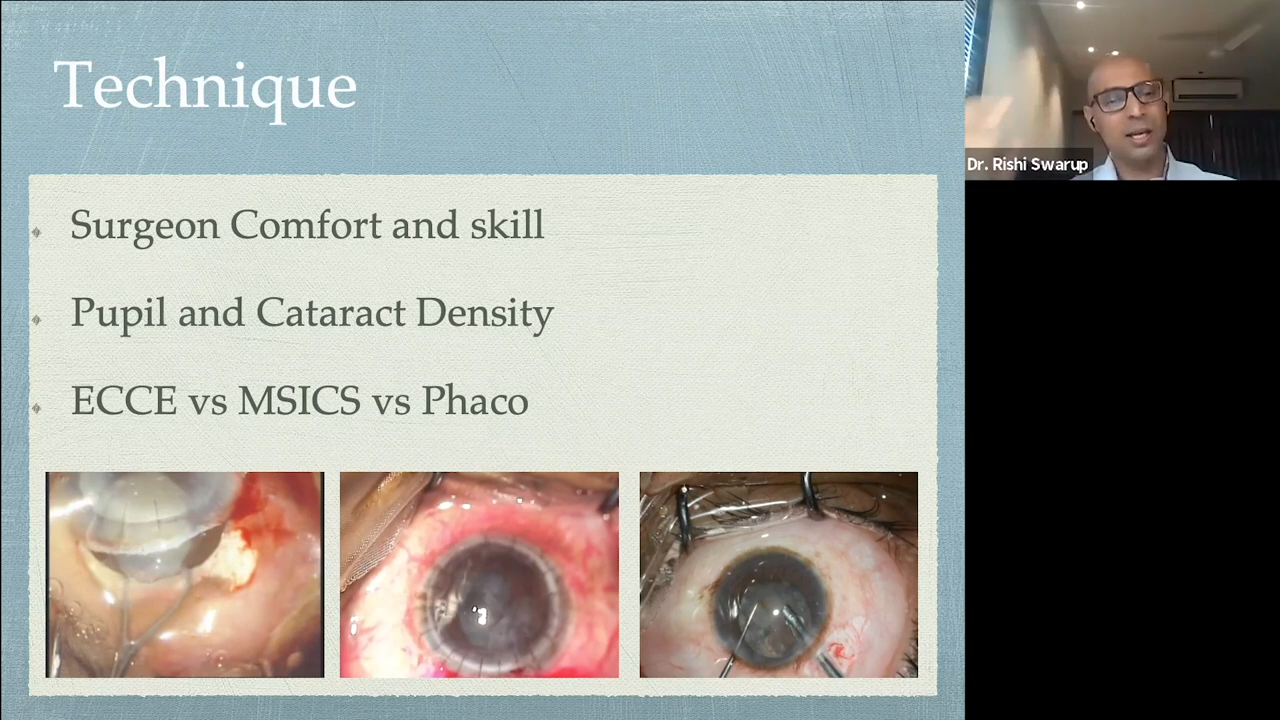 Technique
Surgeon Comfort and skill
Pupil and Cataract Density
ECCE vs MSICS vs Phaco
Dr. Rishi Swarup